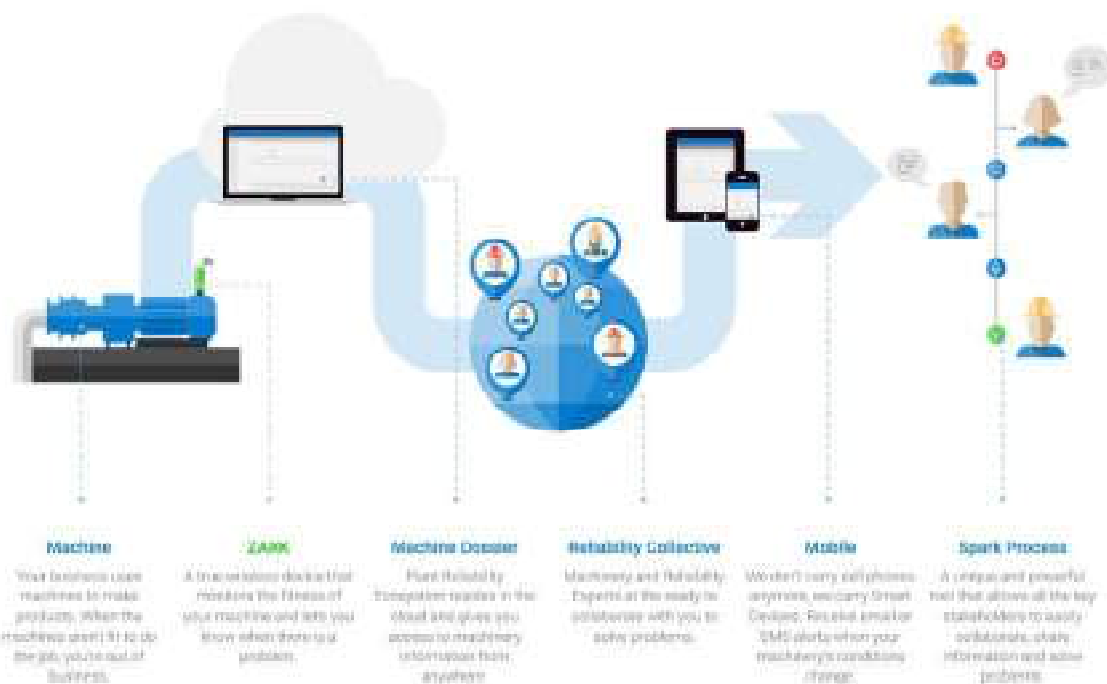 Machine
Your business uses
machines to make
products. When the
machines aren't fit to do
the job, you're out of
business.
ZARK
A true wireless device that
monitors the fitness of
your machine and lets you
know when there is a
problem.
Machine Dossier
Plant Reliability
Ecosystem resides in the
cloud and gives you
access to machinery
information from
anywhere
Reliability Collective
Machinery and Reliability
Experts at the ready to
collaborate with you to
solve problems.
Mobile
We don't carry cell phones
anymore, we carry Smart
Devices. Receive email or
SMS alerts when your
machinery's conditions
change.
Spark Process
A unique and powerful
tool that allows all the key
stakeholders to easily
collaborate, share
information and solve
problems